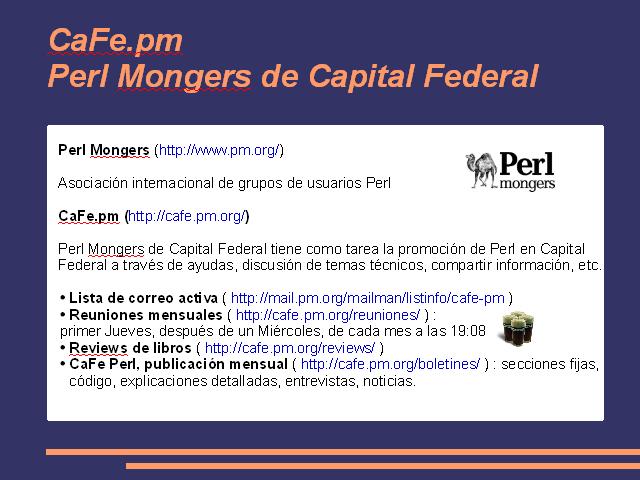 CaFe.pm
Perl Mongers de Capital Federal
Perl Mongers (http://www.pm.org/)
Perl
mongers
Asociación internacional de grupos de usuarios Perl
CaFe.pm (http://cafe.pm.org/)
Perl Mongers de Capital Federal tiene como tarea la promoción de Perl en Capital
Federal a través de ayudas, discusión de temas técnicos, compartir información, etc.
• Lista de correo activa ( http://mail.pm.org/mailman/listinfo/cafe-pm )
• Reuniones mensuales ( http://cafe.pm.org/reuniones/ ) :
primer Jueves, después de un Miércoles, de cada mes a las 19:08
• Reviews de libros ( http://cafe.pm.org/reviews/ )
• CaFe Perl, publicación mensual ( http://cafe.pm.org/boletines/ ) : secciones fijas,
código, explicaciones detalladas, entrevistas, noticias.